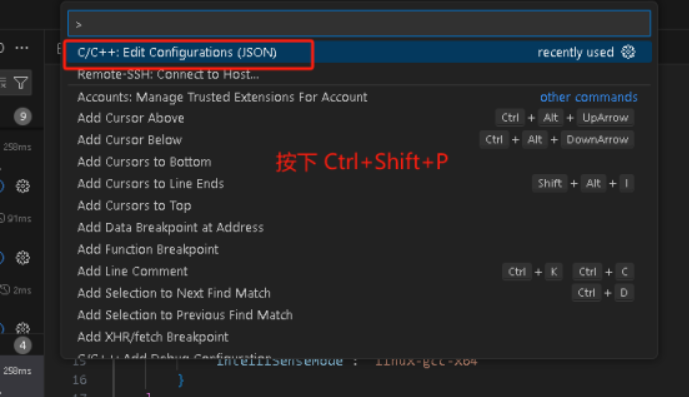 >
C/C++: Edit Configurations (JSON) recently used
Remote-SSH: Connect to Host...
Accounts: Manage Trusted Extensions For Account other commands
9
Add Cursor Above Ctrl + Alt + UpArrow
Add Cursor Below Ctrl + Alt + DownArrow
258ms
Add Cursors to Bottom
按下 Ctrl+Shift+P
Add Cursors to Line Ends Shift + Alt + I
Add Cursors to Top
91ms
Add Data Breakpoint at Address
Add Function Breakpoint
Add Line Comment Ctrl + K Ctrl + C
2ms
Add Selection to Next Find Match Ctrl + D
Add Selection to Previous Find Match
Add XHR/fetch Breakpoint
4
C/C++: Add Debug Configuration
15 "intelliSenseMode": "linux-gcc-x64"
258ms
16 }
17